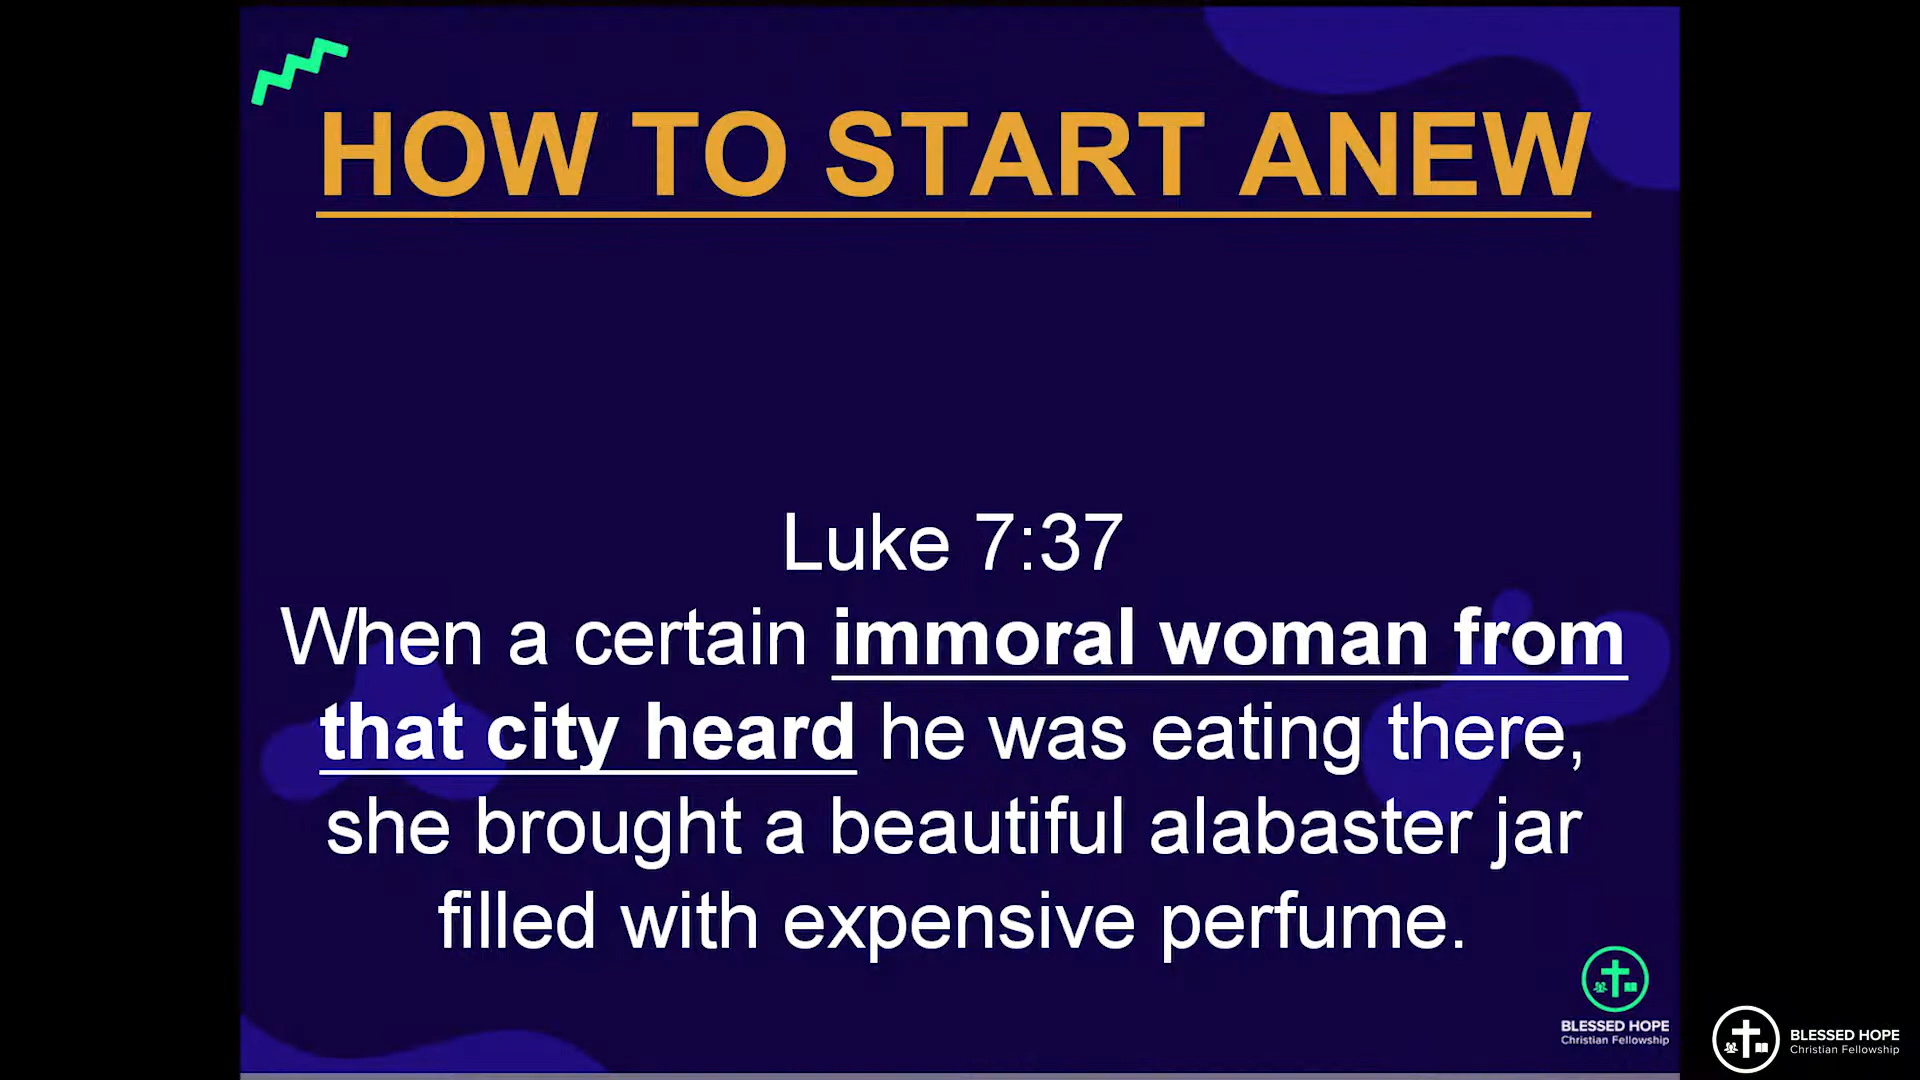 HOW TO START ANEW
Luke 7:37
When a certain immoral woman from
that city heard he was eating there,
she brought a beautiful alabaster jar
filled with expensive perfume.
BLESSED HOPE
Christian Fellowship
BLESSED HOPE
Christian Fellowship